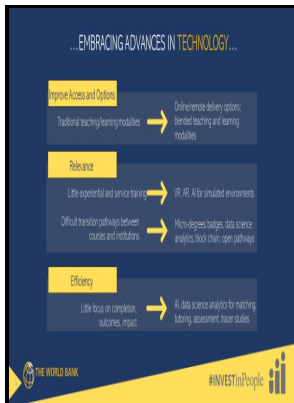 ...EMBRACING ADVANCES IN TECHNOLOGY...
Improve Access and Options
Traditional teaching/learning modalities
Online/remote delivery options;
blended teaching and learning
modalities
Relevance
Little experiential and service training
VR, AR, AI for simulated environments
Difficult transition pathways between
courses and institutions
Micro-degrees, badges, data science
analytics, block chain; open pathways
Efficiency
Little focus on completion,
outcomes, impact
AI, data science analytics for matching,
tutoring, assessment, tracer studies
THE WORLD BANK
#INVESTinPeople